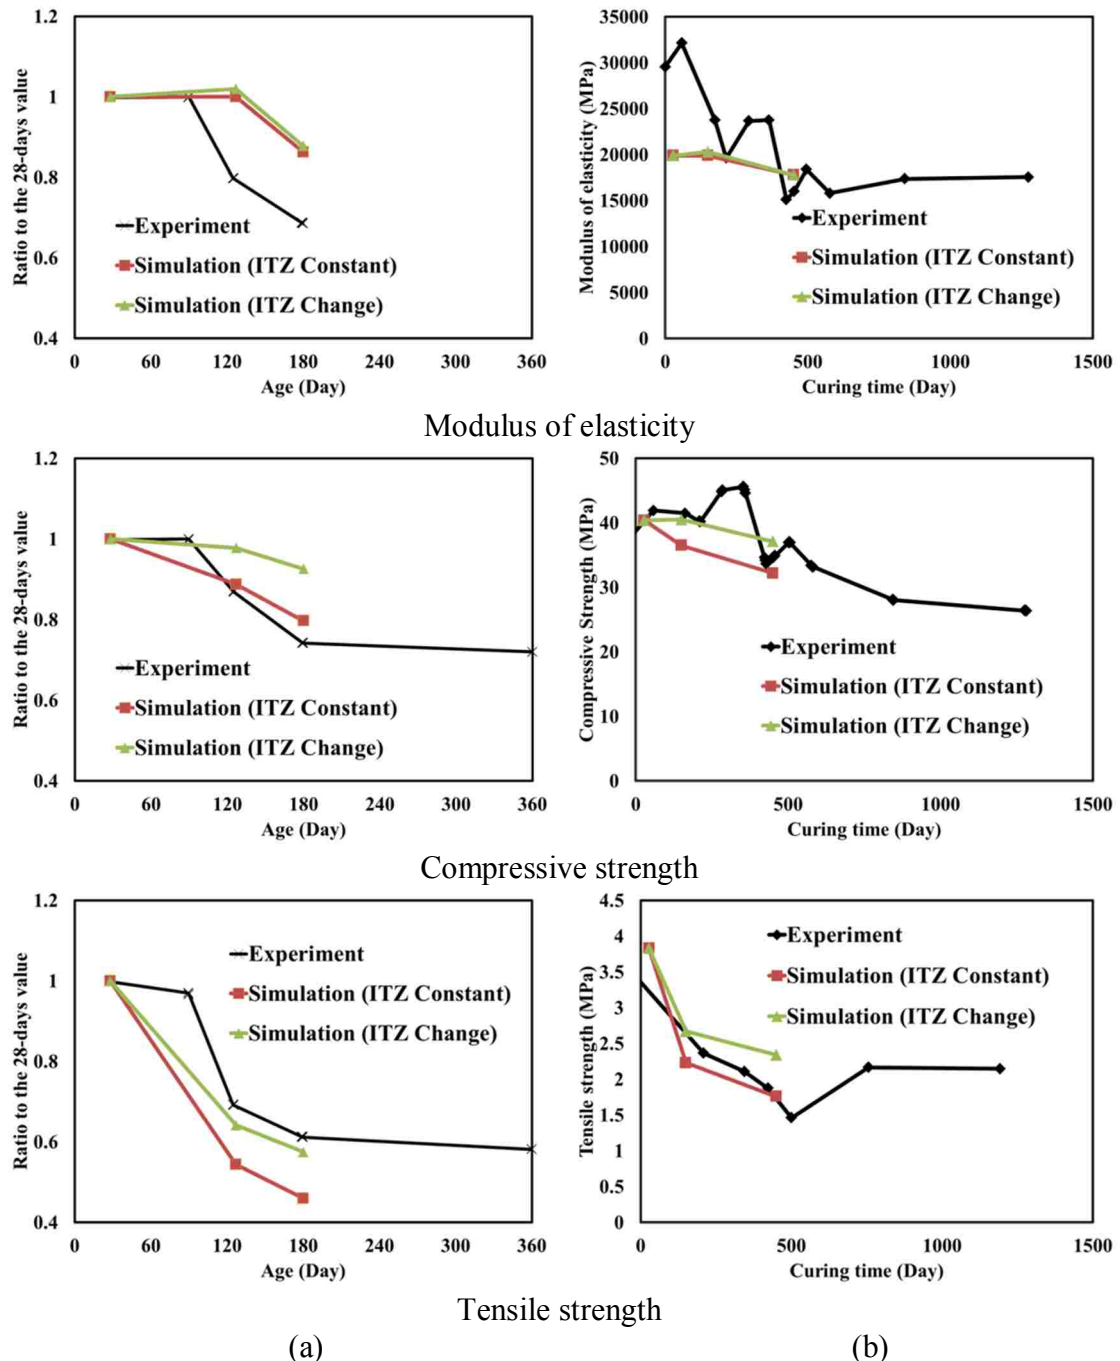 1.2
1
0.8
0.6
0.4
Ratio to the 28-days value
Experiment
Simulation (ITZ Constant)
Simulation (ITZ Change)
0 60 120 180 240 300 360
Age (Day)
35000
30000
25000
20000
15000
10000
5000
0
Modulus of elasticity (MPa)
Experiment
Simulation (ITZ Constant)
Simulation (ITZ Change)
0 500 1000 1500
Curing time (Day)
Modulus of elasticity
1.2
1
0.8
0.6
0.4
Ratio to the 28-days value
Experiment
Simulation (ITZ Constant)
Simulation (ITZ Change)
0 60 120 180 240 300 360
Age (Day)
50
40
30
20
10
0
Compressive Strength (MPa)
Experiment
Simulation (ITZ Constant)
Simulation (ITZ Change)
0 500 1000 1500
Curing time (Day)
Compressive strength
1.2
1
0.8
0.6
0.4
Ratio to the 28-days value
Experiment
Simulation (ITZ Constant)
Simulation (ITZ Change)
0 60 120 180 240 300 360
Age (Day)
4.5
4
3.5
3
2.5
2
1.5
1
0.5
0
Tensile strength (MPa)
Experiment
Simulation (ITZ Constant)
Simulation (ITZ Change)
0 500 1000 1500
Curing time (Day)
Tensile strength
(a) (b)